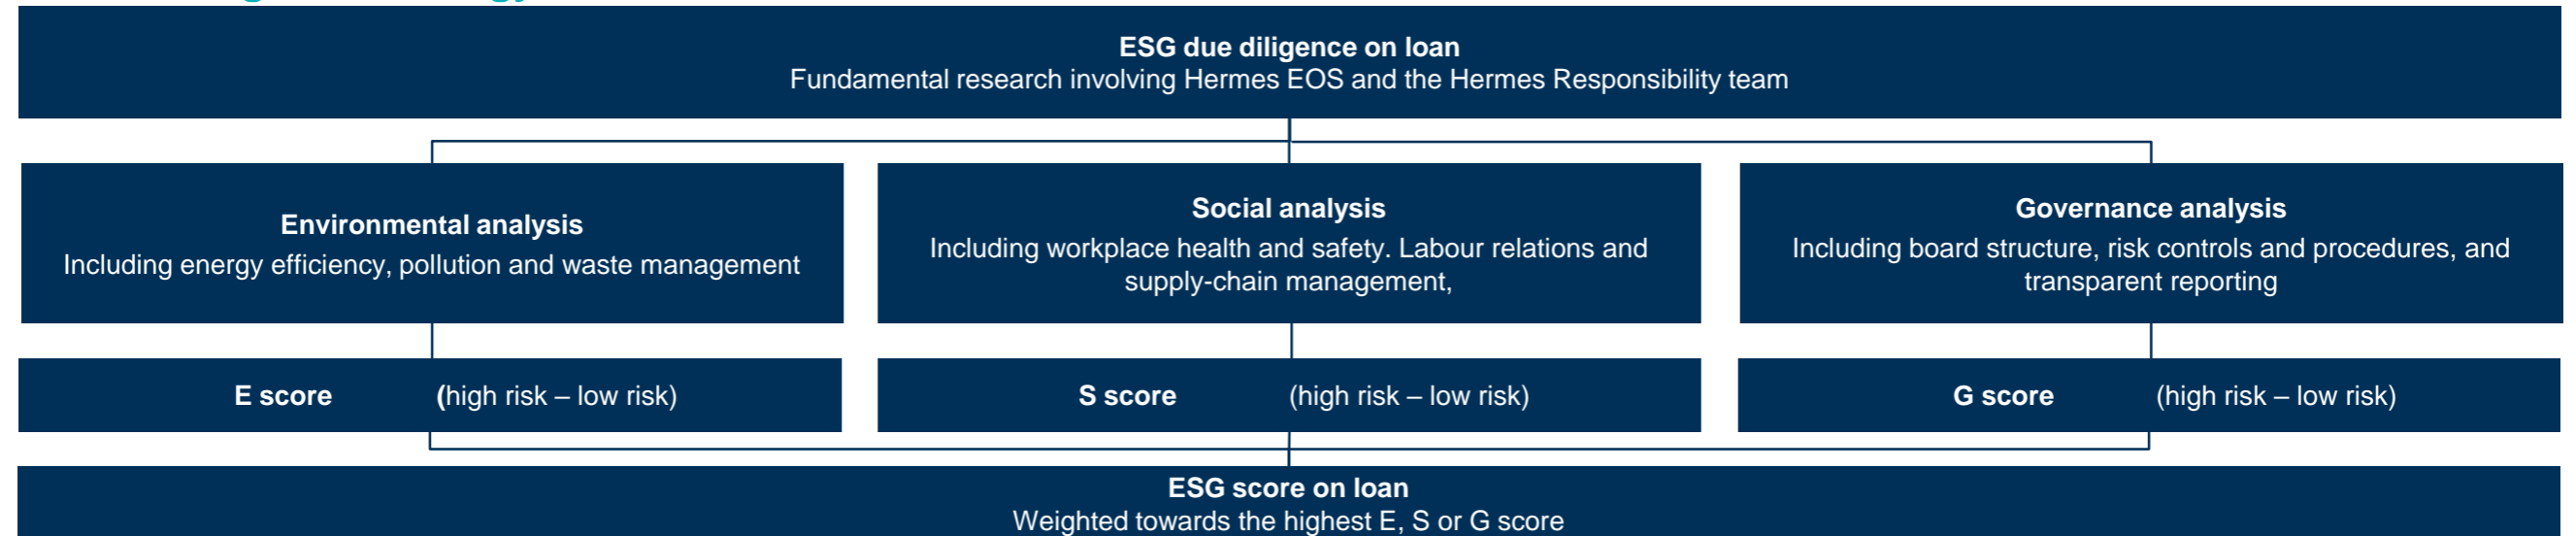 ESG due diligence on loan
Fundamental research involving Hermes EOS and the Hermes Responsibility team
Environmental analysis
Including energy efficiency, pollution and waste management
Social analysis
Including workplace health and safety. Labour relations and
supply-chain management,
Governance analysis
Including board structure, risk controls and procedures, and
transparent reporting
E score (high risk – low risk)
S score (high risk – low risk)
G score (high risk – low risk)
ESG score on loan
Weighted towards the highest E, S or G score